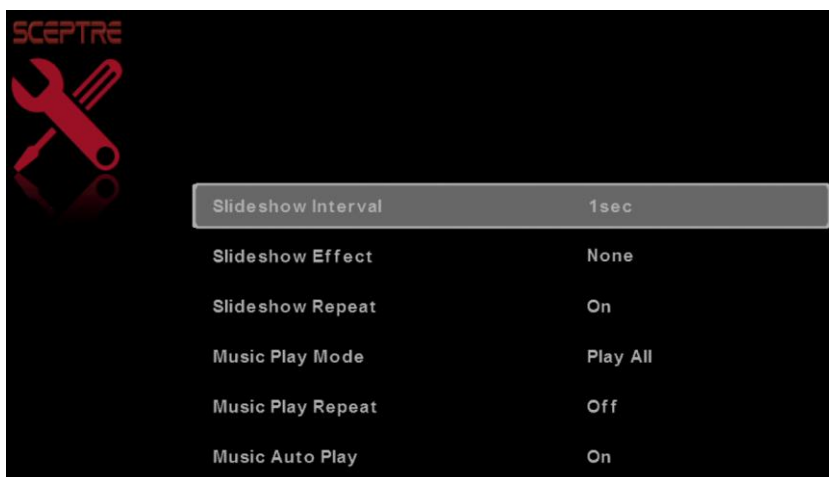 SCEPTRE
Slideshow Interval 1sec
Slideshow Effect None
Slideshow Repeat On
Music Play Mode Play All
Music Play Repeat Off
Music Auto Play On